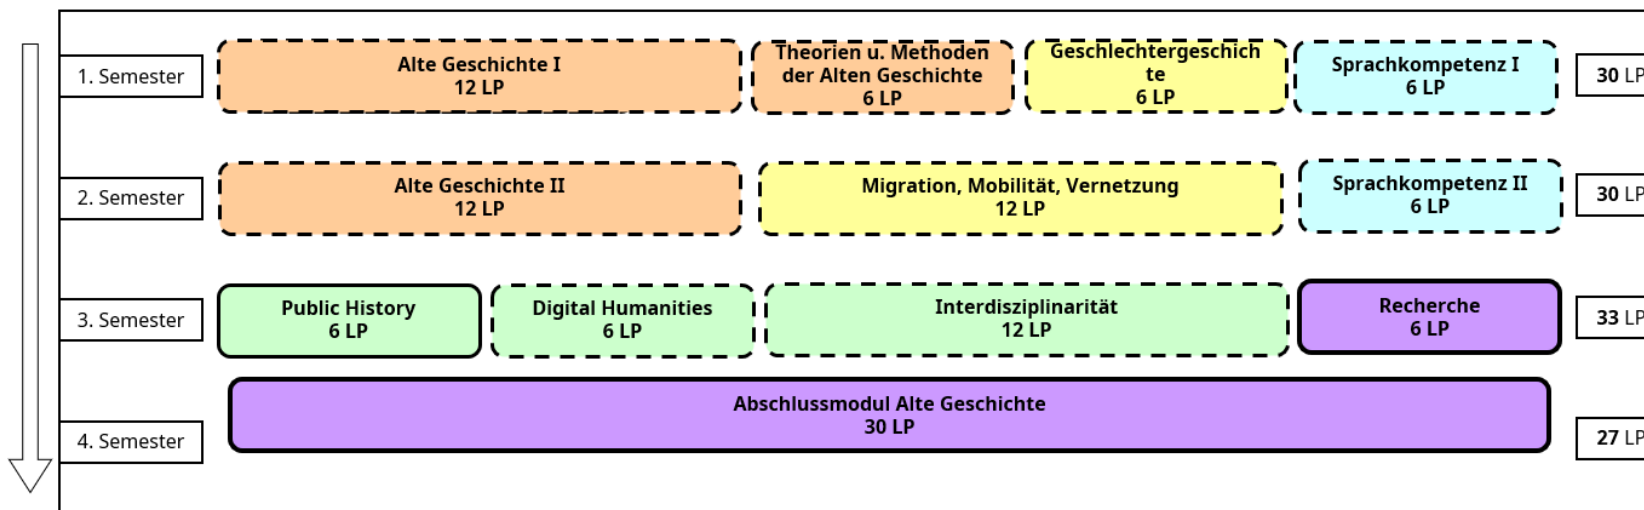 1. Semester
Alte Geschichte I
12 LP
Theorien u. Methoden
der Alten Geschichte
6 LP
Geschlechtergeschich
te
6 LP
Sprachkompetenz I
6 LP
30 LP
2. Semester
Alte Geschichte II
12 LP
Migration, Mobilität, Vernetzung
12 LP
Sprachkompetenz II
6 LP
30 LP
3. Semester
Public History
6 LP
Digital Humanities
6 LP
Interdisziplinarität
12 LP
Recherche
6 LP
33 LP
4. Semester
Abschlussmodul Alte Geschichte
30 LP
27 LP